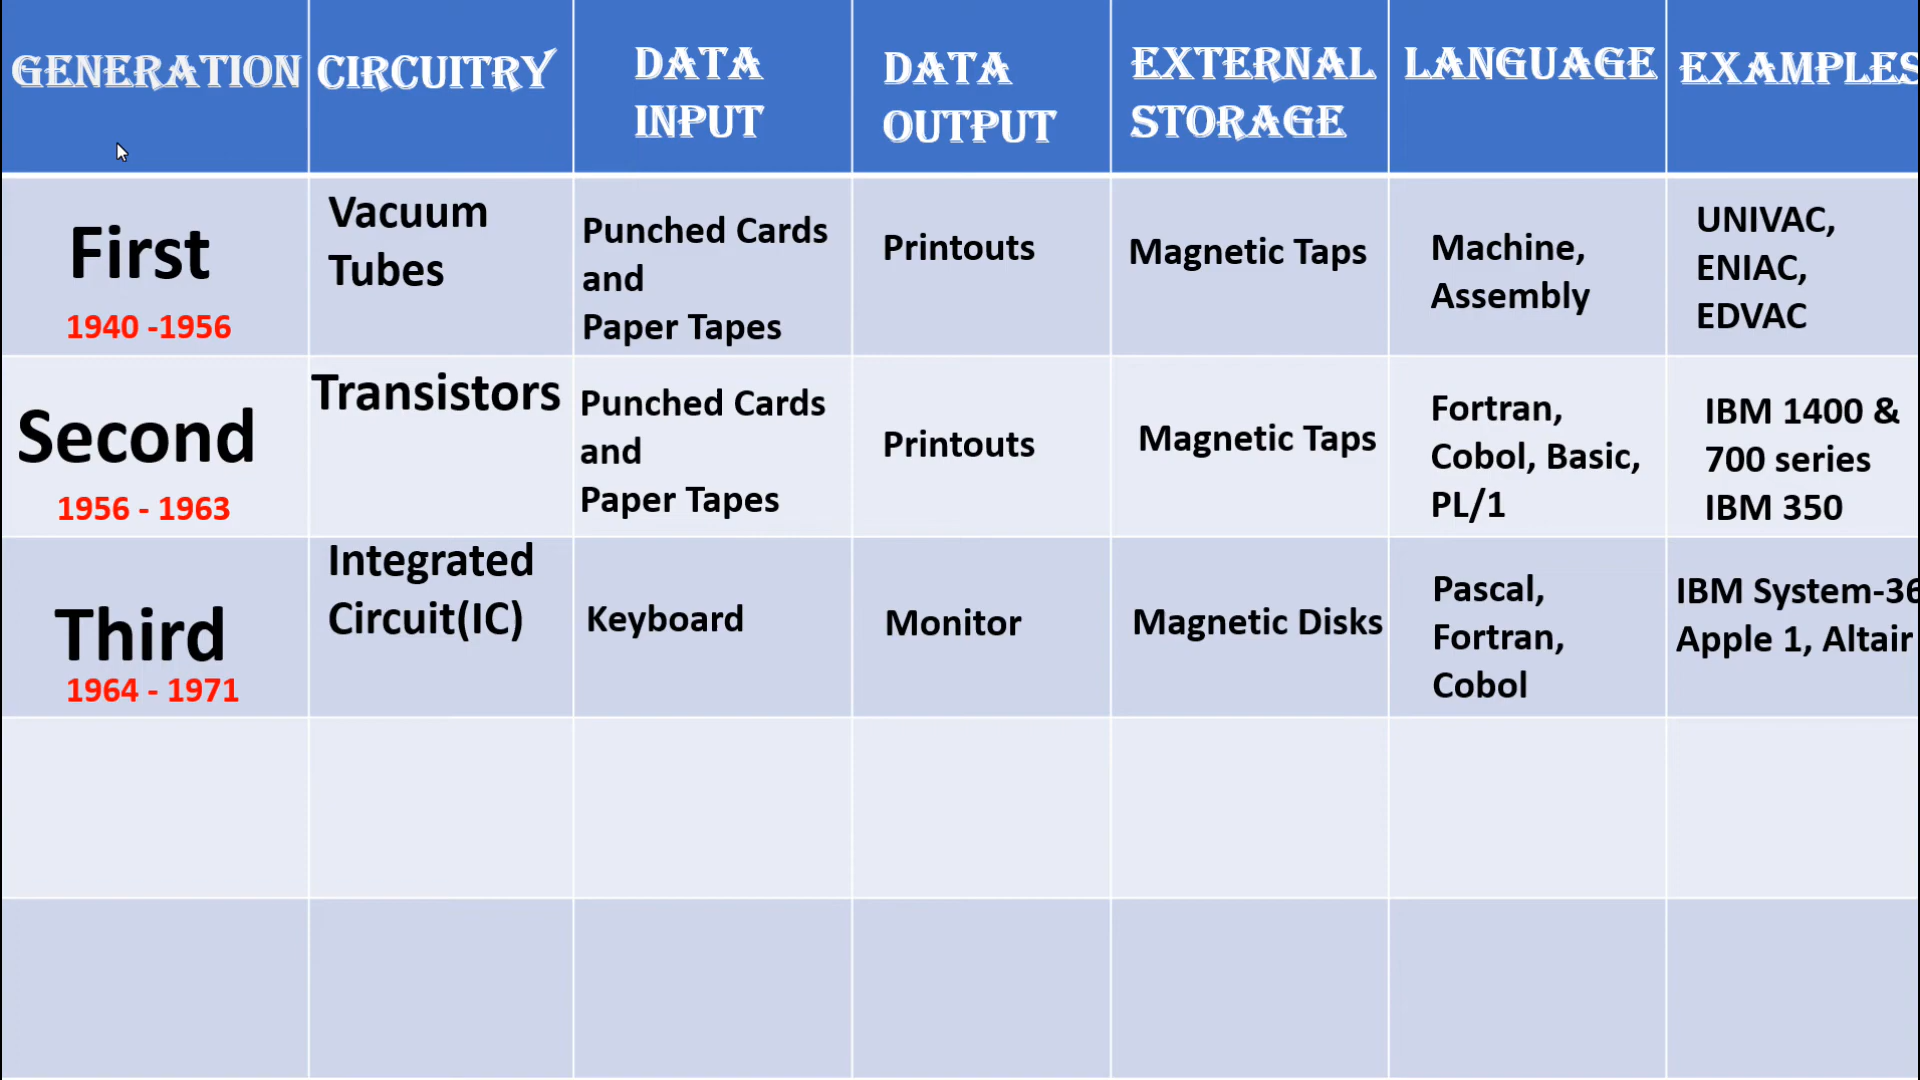 GENERATION
CIRCUITRY
DATA
INPUT
DATA
OUTPUT
EXTERNAL
STORAGE
LANGUAGE
EXAMPLES
First
1940 -1956
Vacuum
Tubes
Punched Cards
and
Paper Tapes
Printouts
Magnetic Taps
Machine,
Assembly
UNIVAC,
ENIAC,
EDVAC
Second
1956 - 1963
Transistors
Punched Cards
and
Paper Tapes
Printouts
Magnetic Taps
Fortran,
Cobol, Basic,
PL/1
IBM 1400 &
700 series
IBM 350
Third
1964 - 1971
Integrated
Circuit(IC)
Keyboard
Monitor
Magnetic Disks
Pascal,
Fortran,
Cobol
IBM System-36
Apple 1, Altair